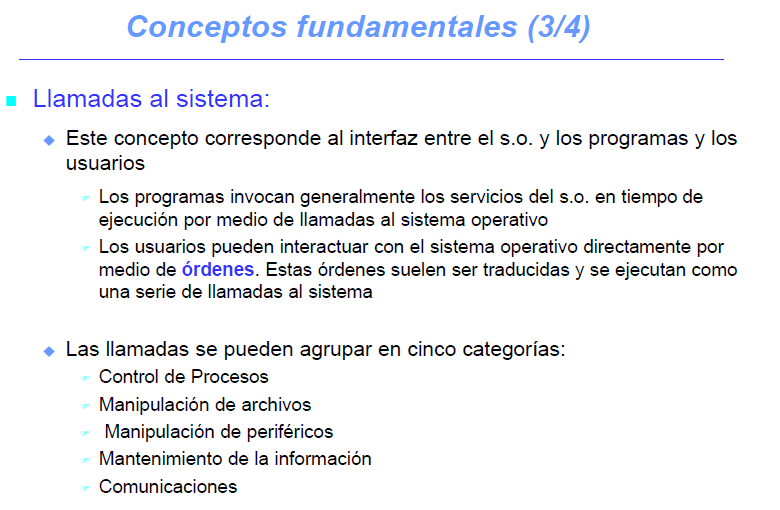 Conceptos fundamentales (3/4)
Llamadas al sistema:
Este concepto corresponde al interfaz entre el s.o. y los programas y los
usuarios
Los programas invocan generalmente los servicios del s.o. en tiempo de
ejecución por medio de llamadas al sistema operativo
Los usuarios pueden interactuar con el sistema operativo directamente por
medio de órdenes. Estas órdenes suelen ser traducidas y se ejecutan como
una serie de llamadas al sistema
Las llamadas se pueden agrupar en cinco categorías:
Control de Procesos
Manipulación de archivos
Manipulación de periféricos
Mantenimiento de la información
Comunicaciones